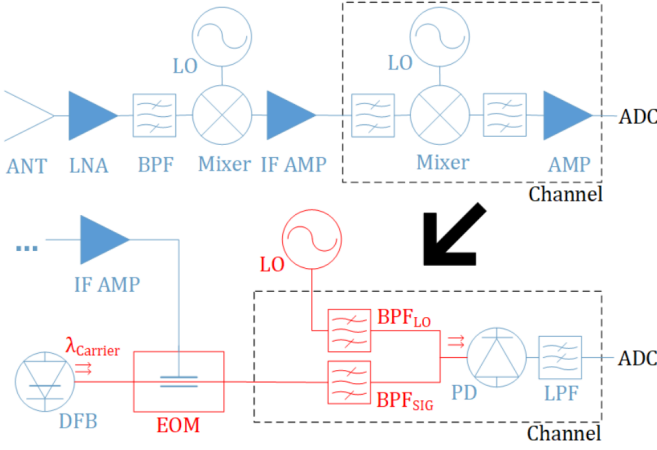 LO
LO
ANT
LNA
BPF
Mixer
IF AMP
Mixer
AMP
ADC
Channel
...
IF AMP
LO
λCarrier
DFB
EOM
BPFLO
BPFSIG
PD
LPF
ADC
Channel